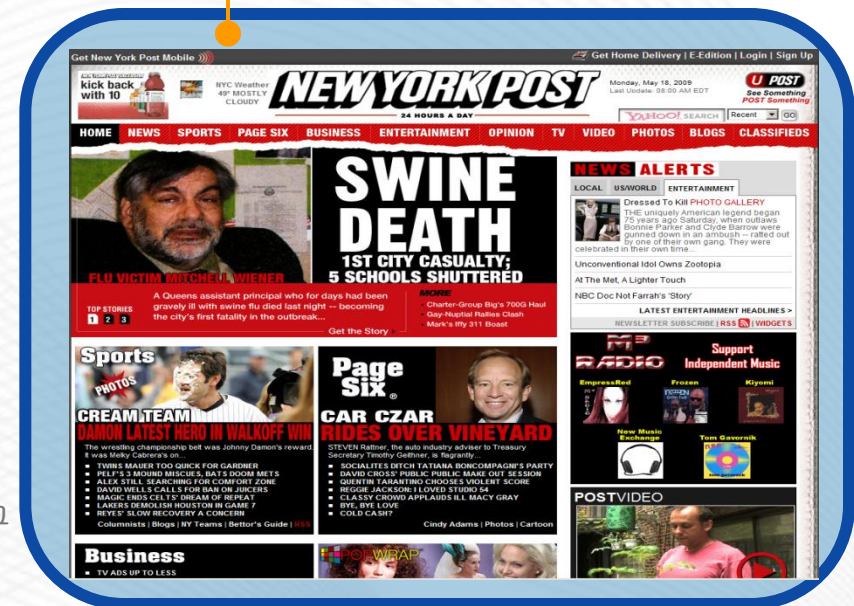 Get New York Post Mobile )))
Get Home Delivery | E-Edition | Login | Sign Up
kick back
with 10
NYC Weather
49° MOSTLY
CLOUDY
NEW YORK POST
24 HOURS A DAY
Monday, May 18, 2009
Last Update: 08:00 AM EDT
U POST
See Something
POST Something
YAHOO! SEARCH Recent GO
HOME NEWS SPORTS PAGE SIX BUSINESS ENTERTAINMENT OPINION TV VIDEO PHOTOS BLOGS CLASSIFIEDS
SWINE
DEATH
1ST CITY CASUALTY;
5 SCHOOLS SHUTTERED
FLU VICTIM MITCHELL WIENER
TOP STORIES
1 2 3
A Queens assistant principal who for days had been
gravely ill with swine flu died last night -- becoming
the city's first fatality in the outbreak...
Get the Story
MORE
Charter-Group Big's 700G Haul
Gay-Nuptial Rallies Clash
Mark's Iffy 311 Boast
NEWS ALERTS
LOCAL US/WORLD ENTERTAINMENT
Dressed To Kill PHOTO GALLERY
THE uniquely American legend began
75 years ago Saturday, when outlaws
Bonnie Parker and Clyde Barrow were
gunned down in an ambush -- ratted out
by one of their own gang. They were
celebrated in their own time...
Unconventional Idol Owns Zootopia
At The Met, A Lighter Touch
NBC Doc Not Farrah's 'Story'
LATEST ENTERTAINMENT HEADLINES >
NEWSLETTER SUBSCRIBE | RSS | WIDGETS
Sports
PHOTOS
CREAM TEAM
DAMON LATEST HERO IN WALKOFF WIN
The wrestling championship belt was Johnny Damon's reward.
It was Melky Cabrera's on...
TWINS MAUER TOO QUICK FOR GARDNER
PELF'S MOUND MISCUES, BATS DOOM METS
ALEX STILL SEARCHING FOR COMFORT ZONE
DAVID WELLS CALLS FOR BAN ON JUICERS
MAGIC ENDS CELTS' DREAM OF REPEAT
LAKERS DEMOLISH HOUSTON IN GAME 7
REYES' SLOW RECOVERY A CONCERN
Columnists | Blogs | NY Teams | Bettor's Guide | RSS
Page
Six®
CAR CZAR
RIDES OVER VINEYARD
STEVEN Rattner, the auto industry adviser to Treasury
Secretary Timothy Geithner, is flagrantly...
SOCIALITES DITCH TATIANA BONCOMPAGNI'S PARTY
DAVID CROSS' PUBLIC PUBLIC MAKE OUT SESSION
QUENTIN TARANTINO CHOOSES VIOLENT SCORE
REGGIE JACKSON: I LOVED STUDIO 54
CLASSY CROWD APPLAUDS ILL MACY GRAY
BYE, BYE LOVE
COLD CASH?
Cindy Adams | Photos | Cartoon
M³
RADIO
Support
Independent Music
EmpressRed
Frozen
Kiyomi
New Music
Exchange
Tom Gavornik
POSTVIDEO
Business
TV ADS UP TO LESS
POPWRAP